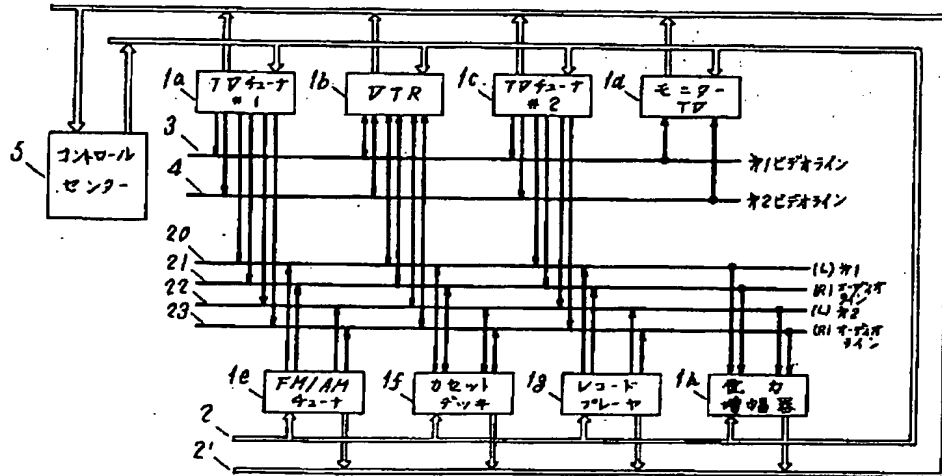 1a
TVチューナ
#1
1b
VTR
1c
TVチューナ
#2
1d
モニター
TV
3
5
コントロール
センター
4
#1ビデオライン
#2ビデオライン
20
21
22
23
(L) #1
(R) オーディオ
ライン
(L) #2
(R) オーディオ
ライン
1e
FM/AM
チューナ
1f
カセット
デッキ
1g
レコード
プレーヤ
1h
電力
増幅器
2
2'